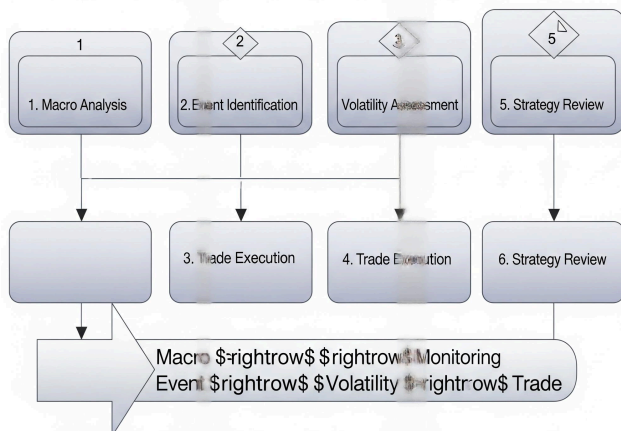 1
2
3
5
1. Macro Analysis
2. Event Identification
Volatility Assessment
5. Strategy Review
3. Trade Execution
4. Trade Execution
6. Strategy Review
Macro $rightrow$ $rightrow$ Monitoring
Event $rightrow$ $Volatility $rightrow$ Trade